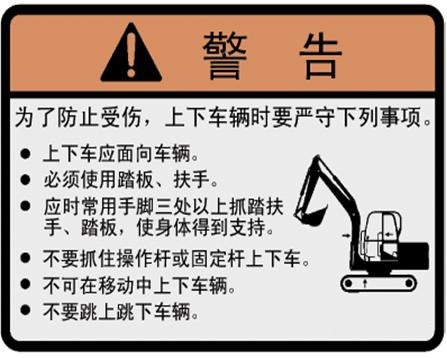 警 告
为了防止受伤，上下车辆时要严守下列事项。
● 上下车应面向车辆。
● 必须使用踏板、扶手。
● 应时常用手脚三处以上抓踏扶
手、踏板，使身体得到支持。
● 不要抓住操作杆或固定杆上下车。
● 不可在移动中上下车辆。
● 不要跳上跳下车辆。